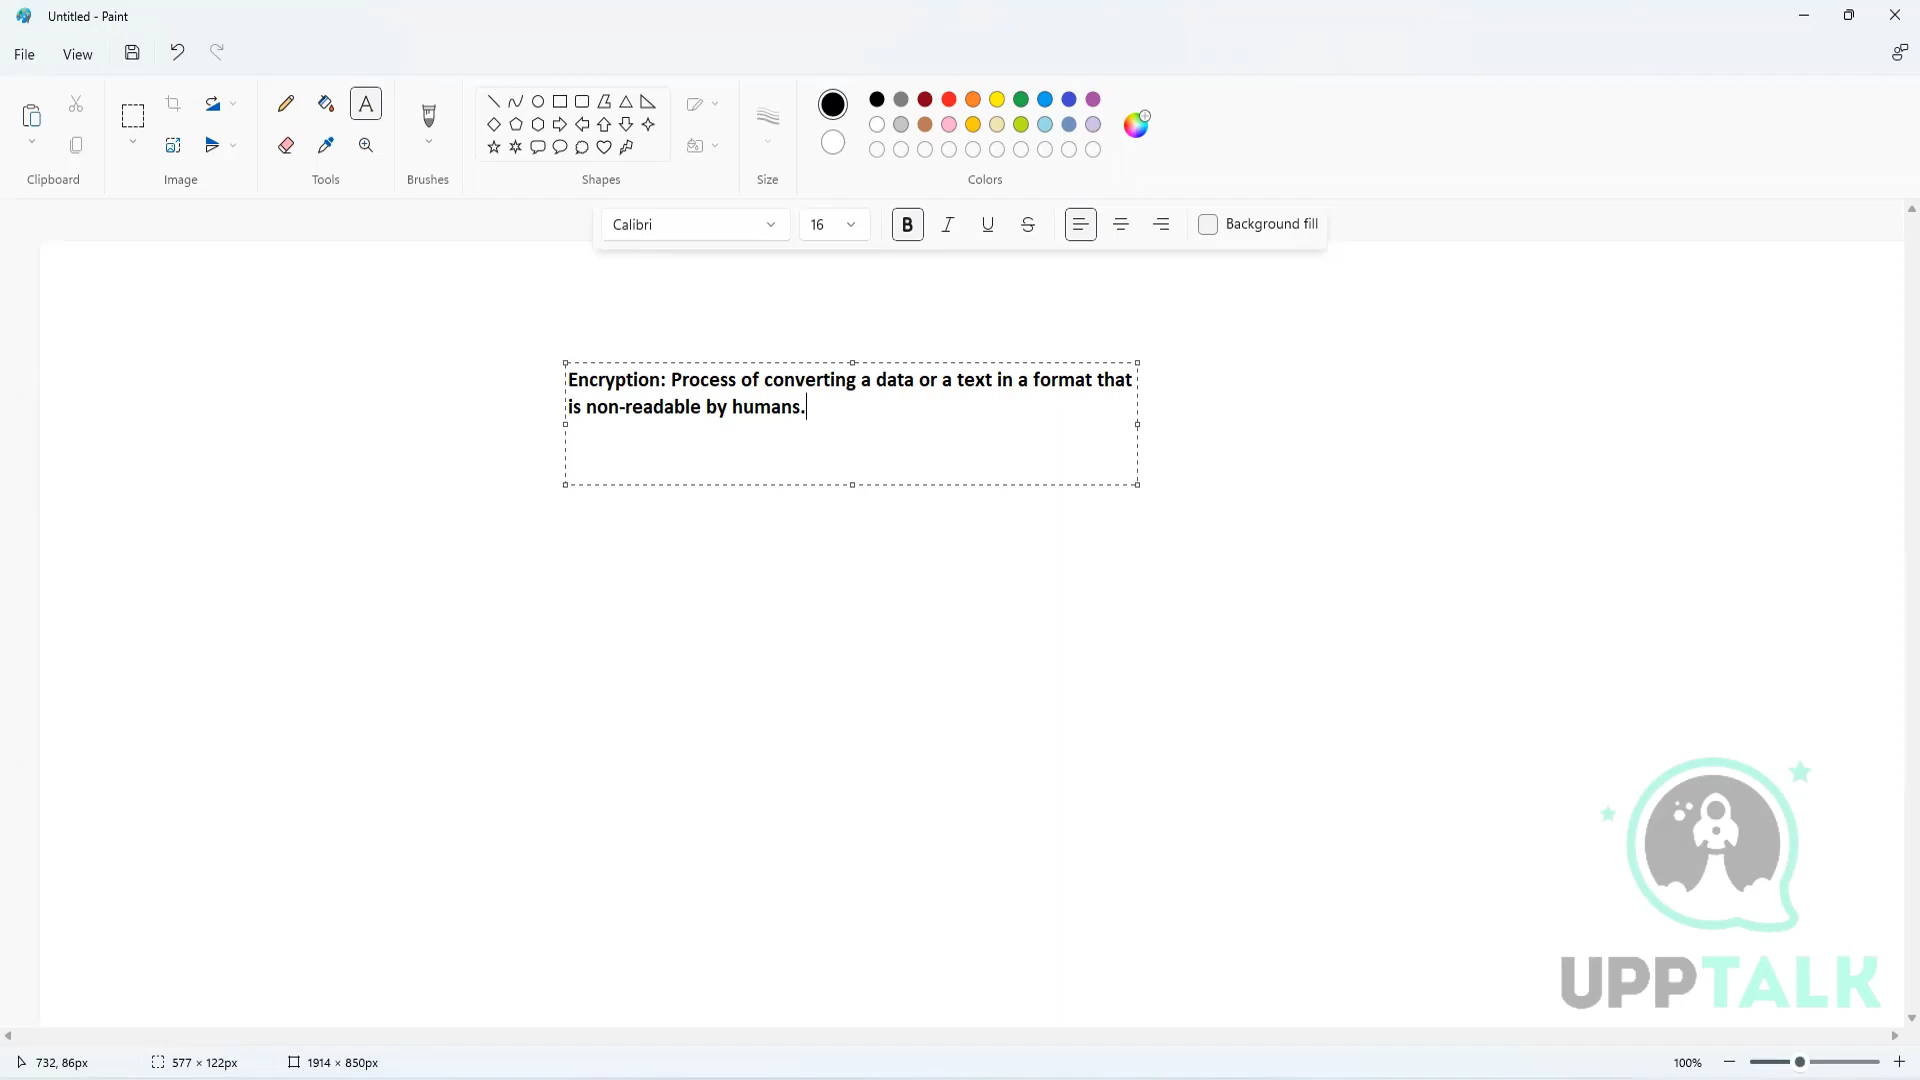 Untitled - Paint
File
View
Clipboard
Image
Tools
Brushes
Shapes
Size
Colors
Calibri
16
B
I
U
S
Background fill
Encryption: Process of converting a data or a text in a format that
is non-readable by humans.
UPPTALK
732, 86px
577 × 122px
1914 × 850px
100%